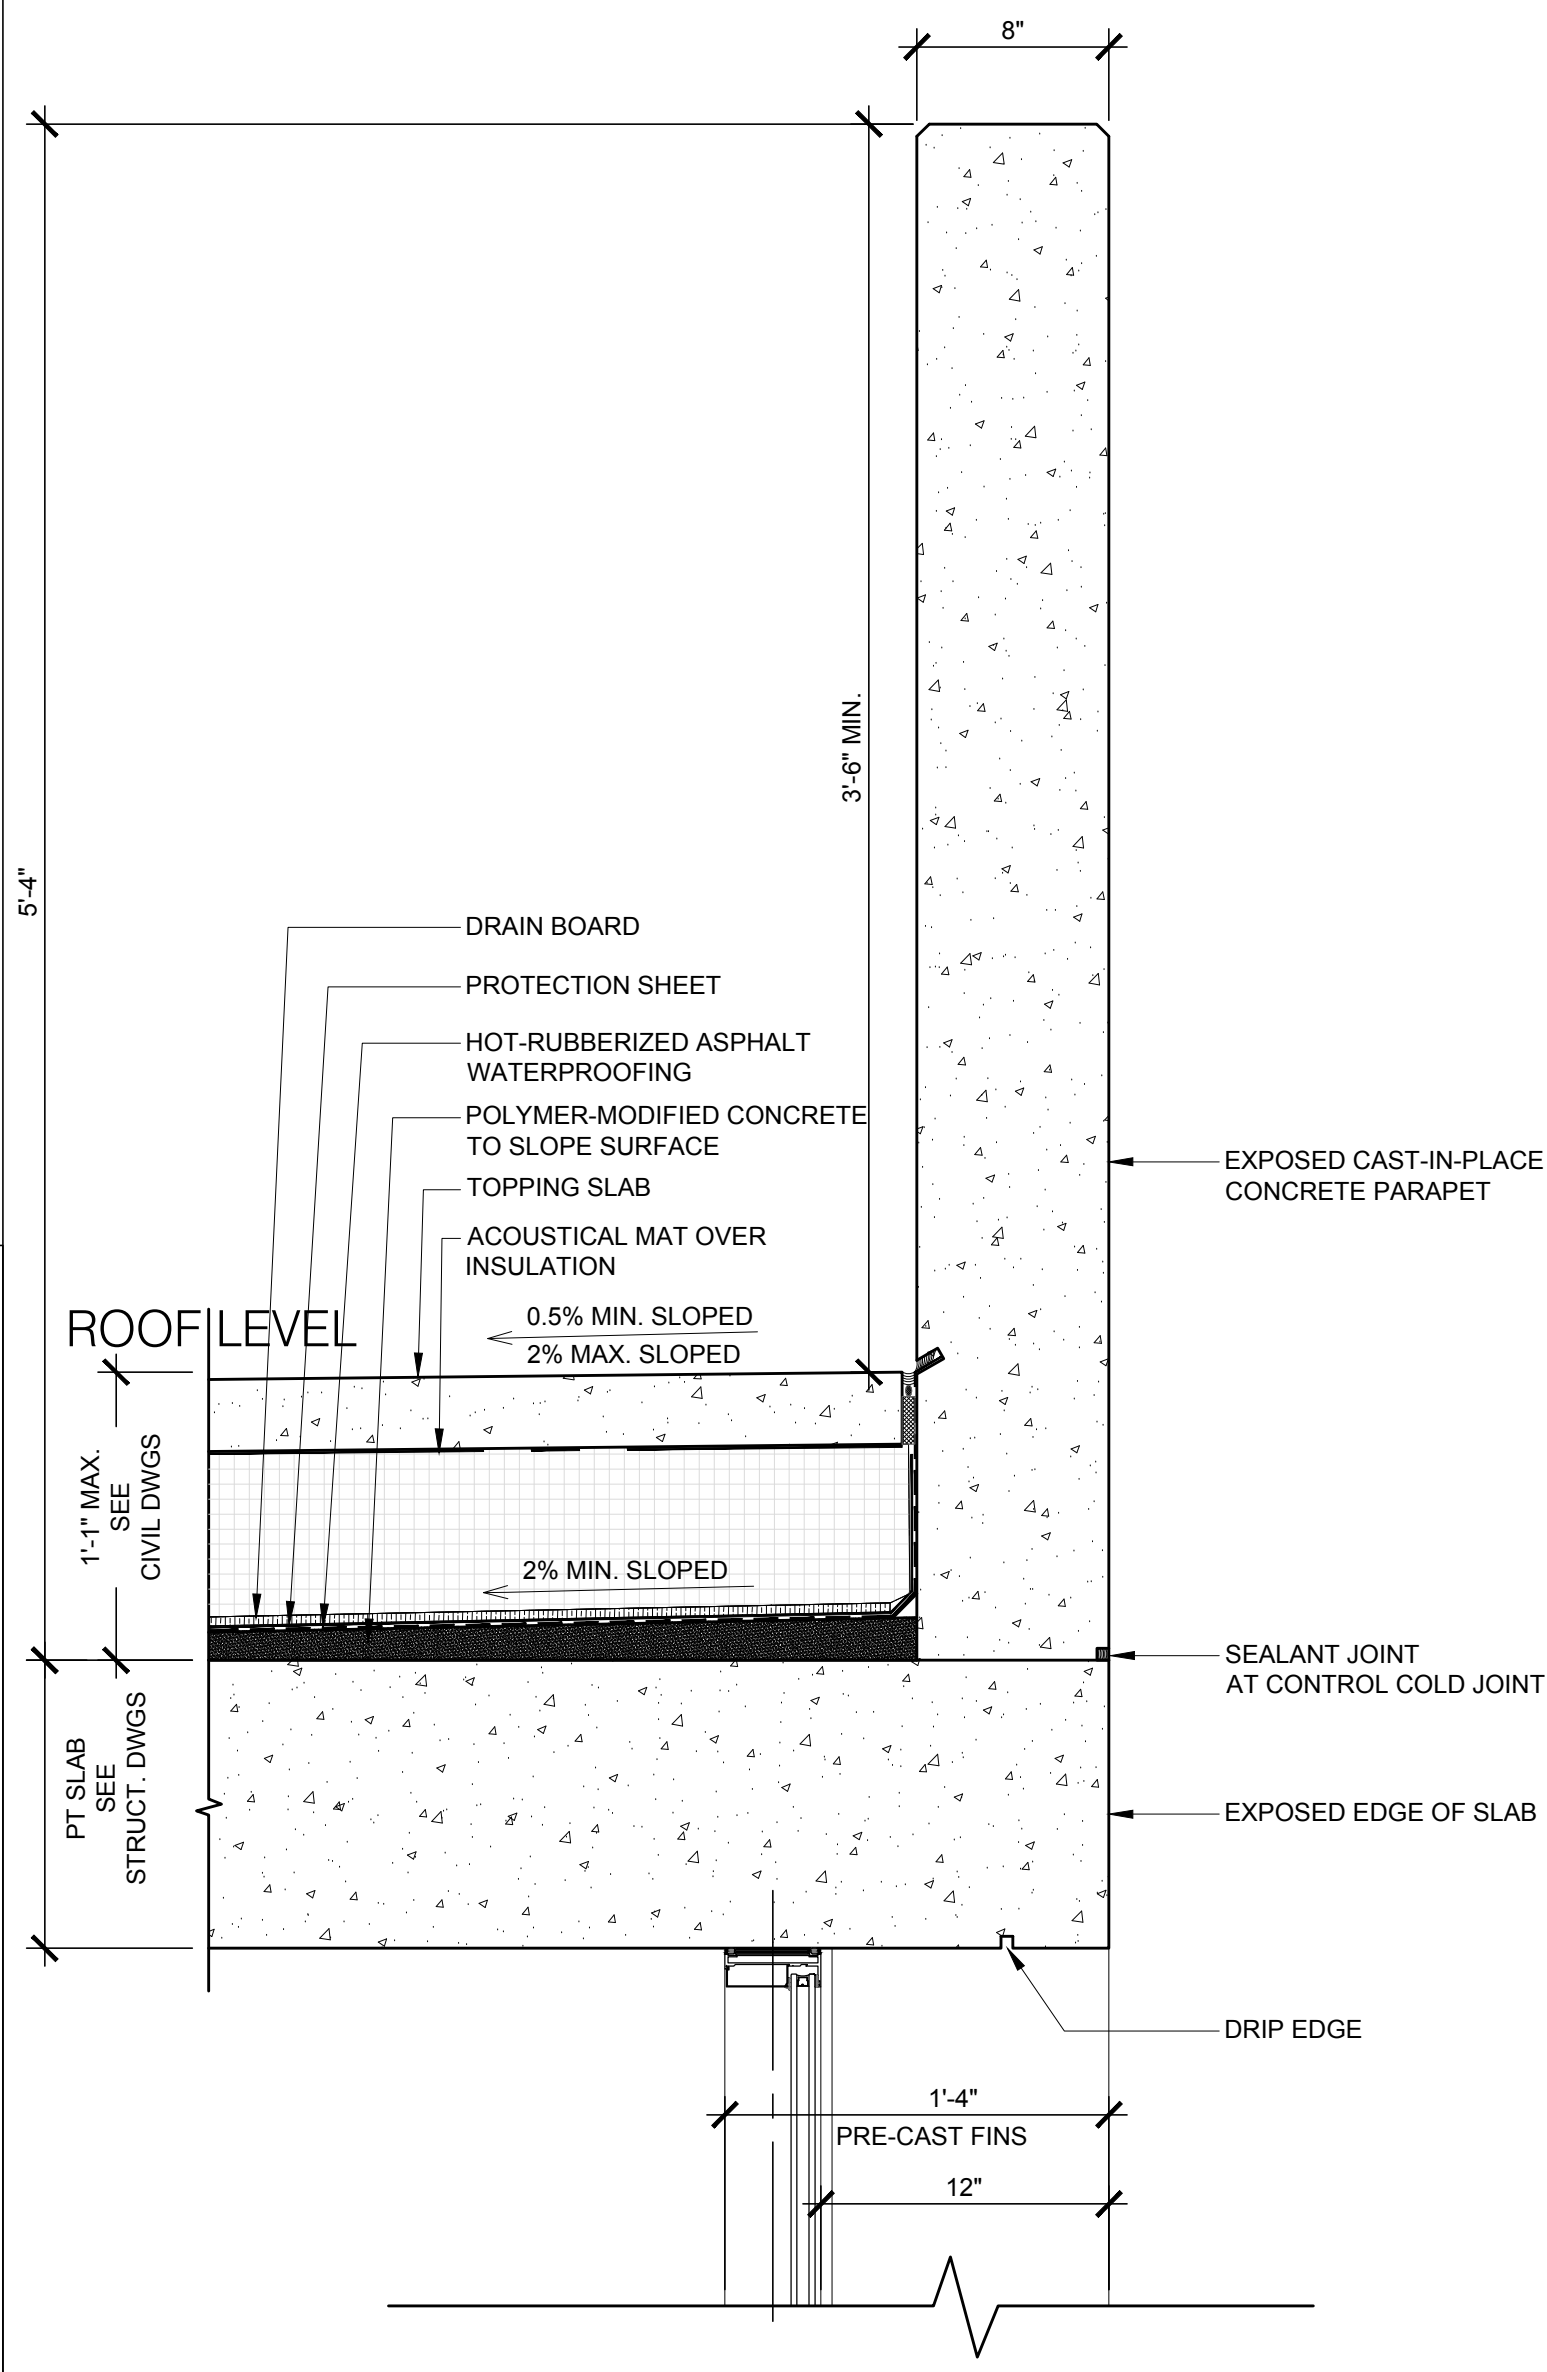 8"
5'-4"
3'-6" MIN.
DRAIN BOARD
PROTECTION SHEET
HOT-RUBBERIZED ASPHALT
WATERPROOFING
POLYMER-MODIFIED CONCRETE
TO SLOPE SURFACE
TOPPING SLAB
ACOUSTICAL MAT OVER
INSULATION
EXPOSED CAST-IN-PLACE
CONCRETE PARAPET
ROOF LEVEL
0.5% MIN. SLOPED
2% MAX. SLOPED
1'-1" MAX.
SEE
CIVIL DWGS
2% MIN. SLOPED
SEALANT JOINT
AT CONTROL COLD JOINT
PT SLAB
SEE
STRUCT. DWGS
EXPOSED EDGE OF SLAB
DRIP EDGE
1'-4"
PRE-CAST FINS
12"